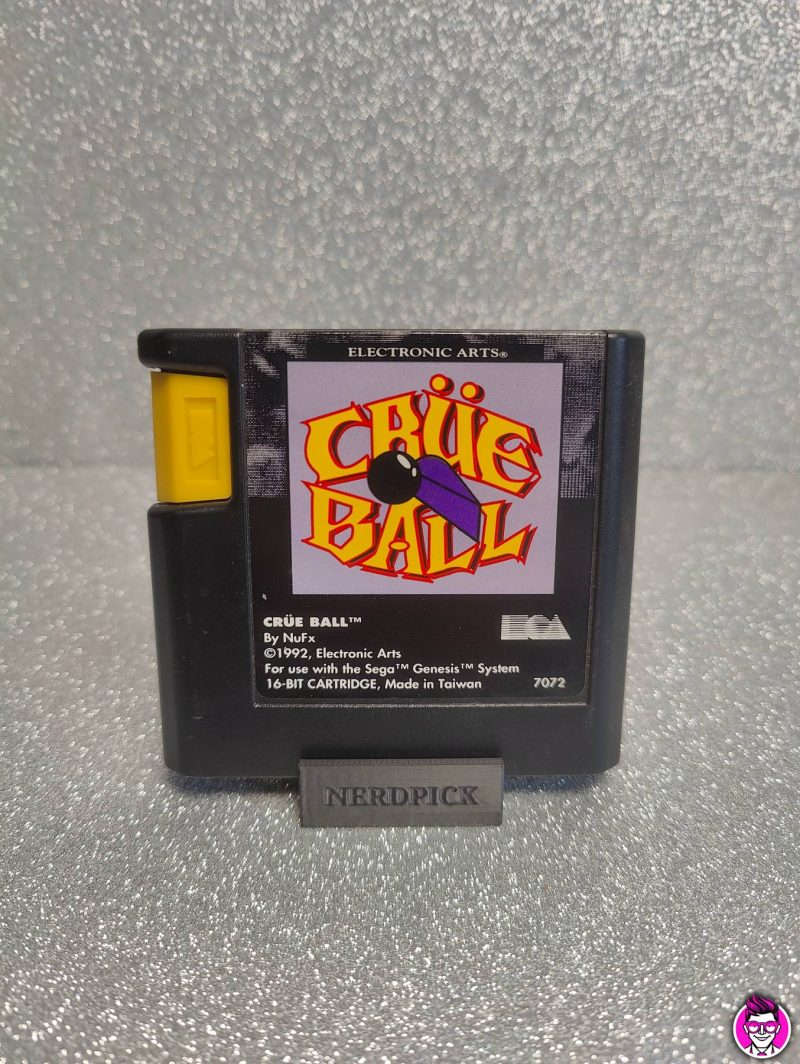 ELECTRONIC ARTS®
CRÜE
BALL
CRÜE BALL™
By NuFx
©1992, Electronic Arts
For use with the Sega™ Genesis™ System
16-BIT CARTRIDGE, Made in Taiwan
7072
EA
NERDPICK